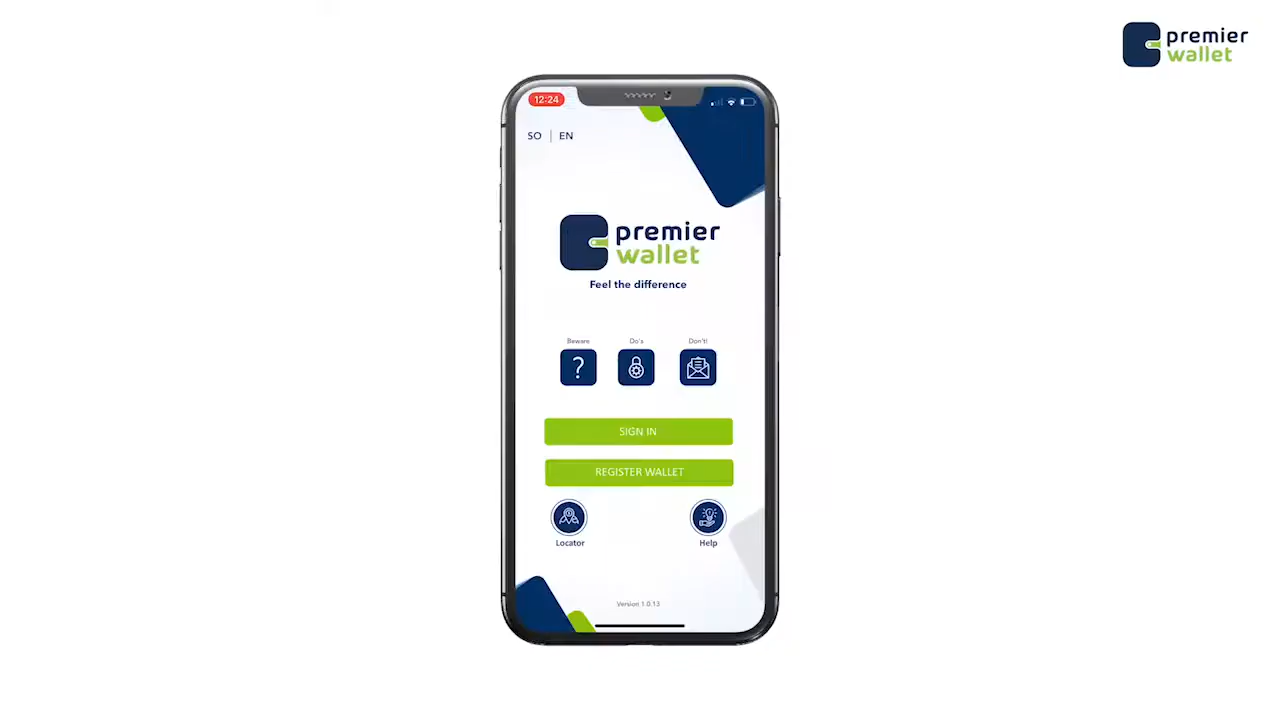 premier
wallet
12:24
SO | EN
premier
wallet
Feel the difference
Beware
Do's
Don't!
SIGN IN
REGISTER WALLET
Locator
Help
Version 1.0.13